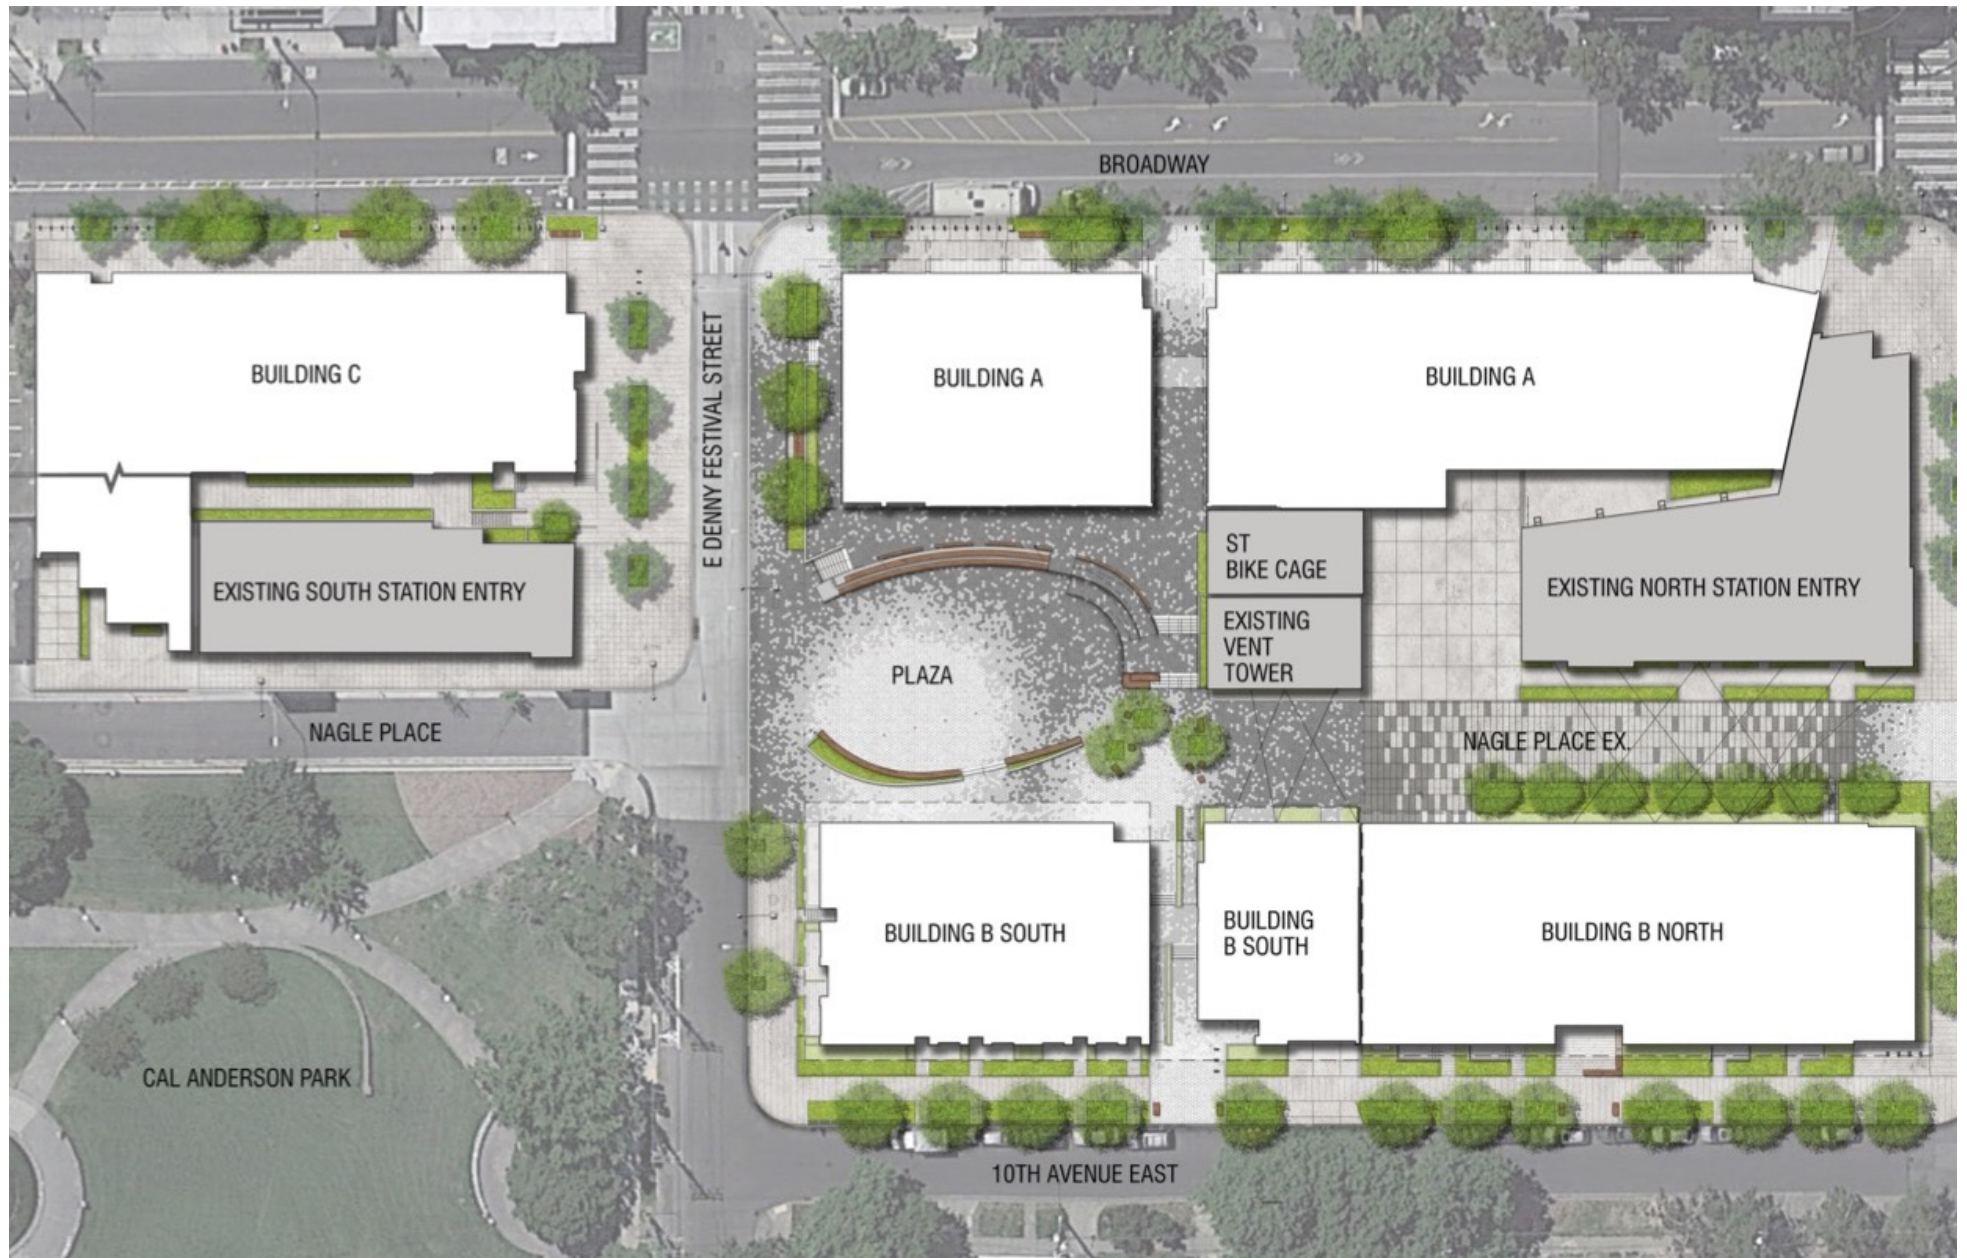 BROADWAY
BUILDING C
E DENNY FESTIVAL STREET
BUILDING A
BUILDING A
EXISTING SOUTH STATION ENTRY
ST
BIKE CAGE
EXISTING NORTH STATION ENTRY
EXISTING
VENT
TOWER
PLAZA
NAGLE PLACE
NAGLE PLACE EX.
BUILDING B SOUTH
BUILDING
B SOUTH
BUILDING B NORTH
CAL ANDERSON PARK
10TH AVENUE EAST